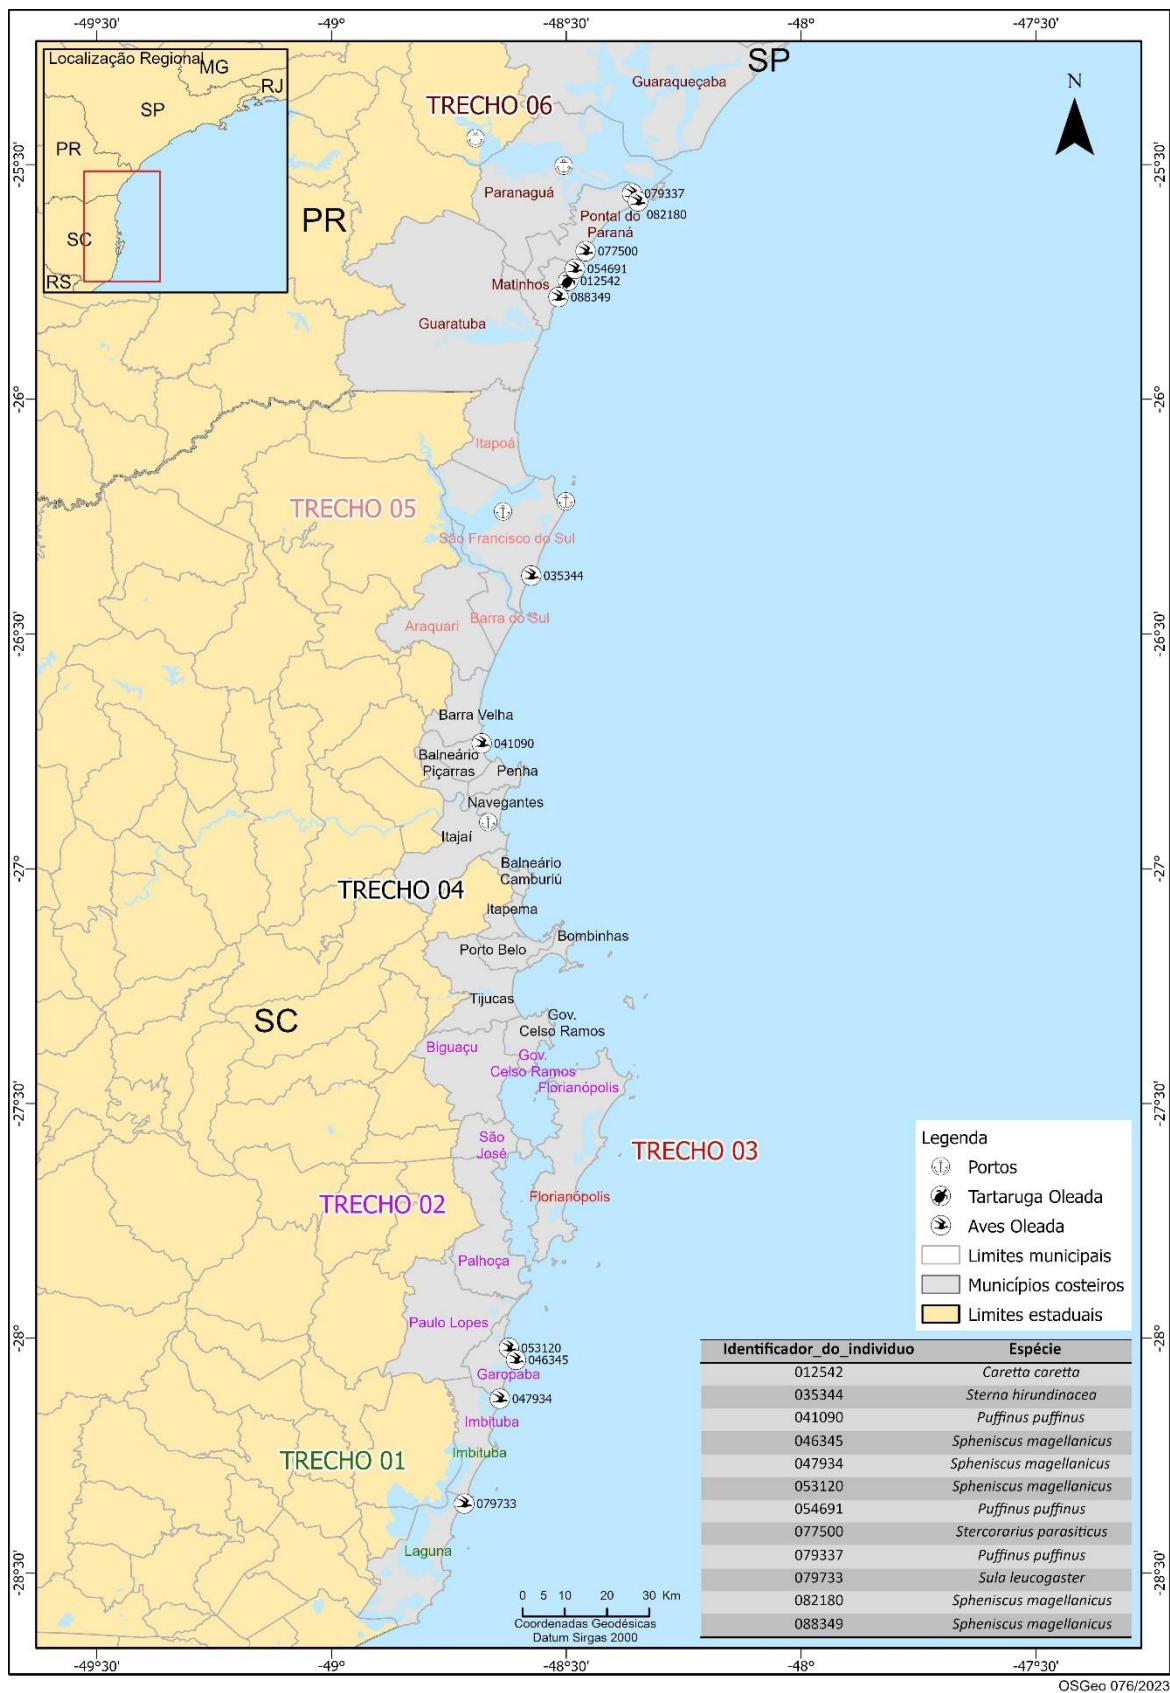 -49°30'
-49°
-48°30'
-48°
-47°30'
Localização Regional
MG
RJ
SP
PR
SC
RS
SP
Guaraqueçaba
N
TRECHO 06
-25°30'
-25°30'
Paranaguá
079337
082180
Pontal do
Paraná
PR
077500
054691
012542
Matinhos
088349
Guaratuba
-26°
-26°
Itapoá
TRECHO 05
São Francisco do Sul
035344
Barra do Sul
Araquari
-26°30'
-26°30'
Barra Velha
041090
Balneário
Piçarras
Penha
Navegantes
Itajaí
-27°
-27°
Balneário
Camburiú
TRECHO 04
Itapema
Bombinhas
Porto Belo
Tijucas
SC
Gov.
Celso Ramos
Biguaçu
Gov.
Celso Ramos
Florianópolis
-27°30'
-27°30'
São
José
TRECHO 03
Florianópolis
TRECHO 02
Palhoça
Paulo Lopes
-28°
-28°
053120
046345
Garopaba
047934
Imbituba
Imbituba
TRECHO 01
079733
Laguna
-28°30'
-28°30'
Legenda
Portos
Tartaruga Oleada
Aves Oleada
Limites municipais
Municípios costeiros
Limites estaduais
Identificador_do_individuo Espécie
012542 Caretta caretta
035344 Sterna hirundinacea
041090 Puffinus puffinus
046345 Spheniscus magellanicus
047934 Spheniscus magellanicus
053120 Spheniscus magellanicus
054691 Puffinus puffinus
077500 Stercorarius parasiticus
079337 Puffinus puffinus
079733 Sula leucogaster
082180 Spheniscus magellanicus
088349 Spheniscus magellanicus
0 5 10 20 30 Km
Coordenadas Geodésicas
Datum Sirgas 2000
-49°30'
-49°
-48°30'
-48°
-47°30'
OSGeo 076/2023